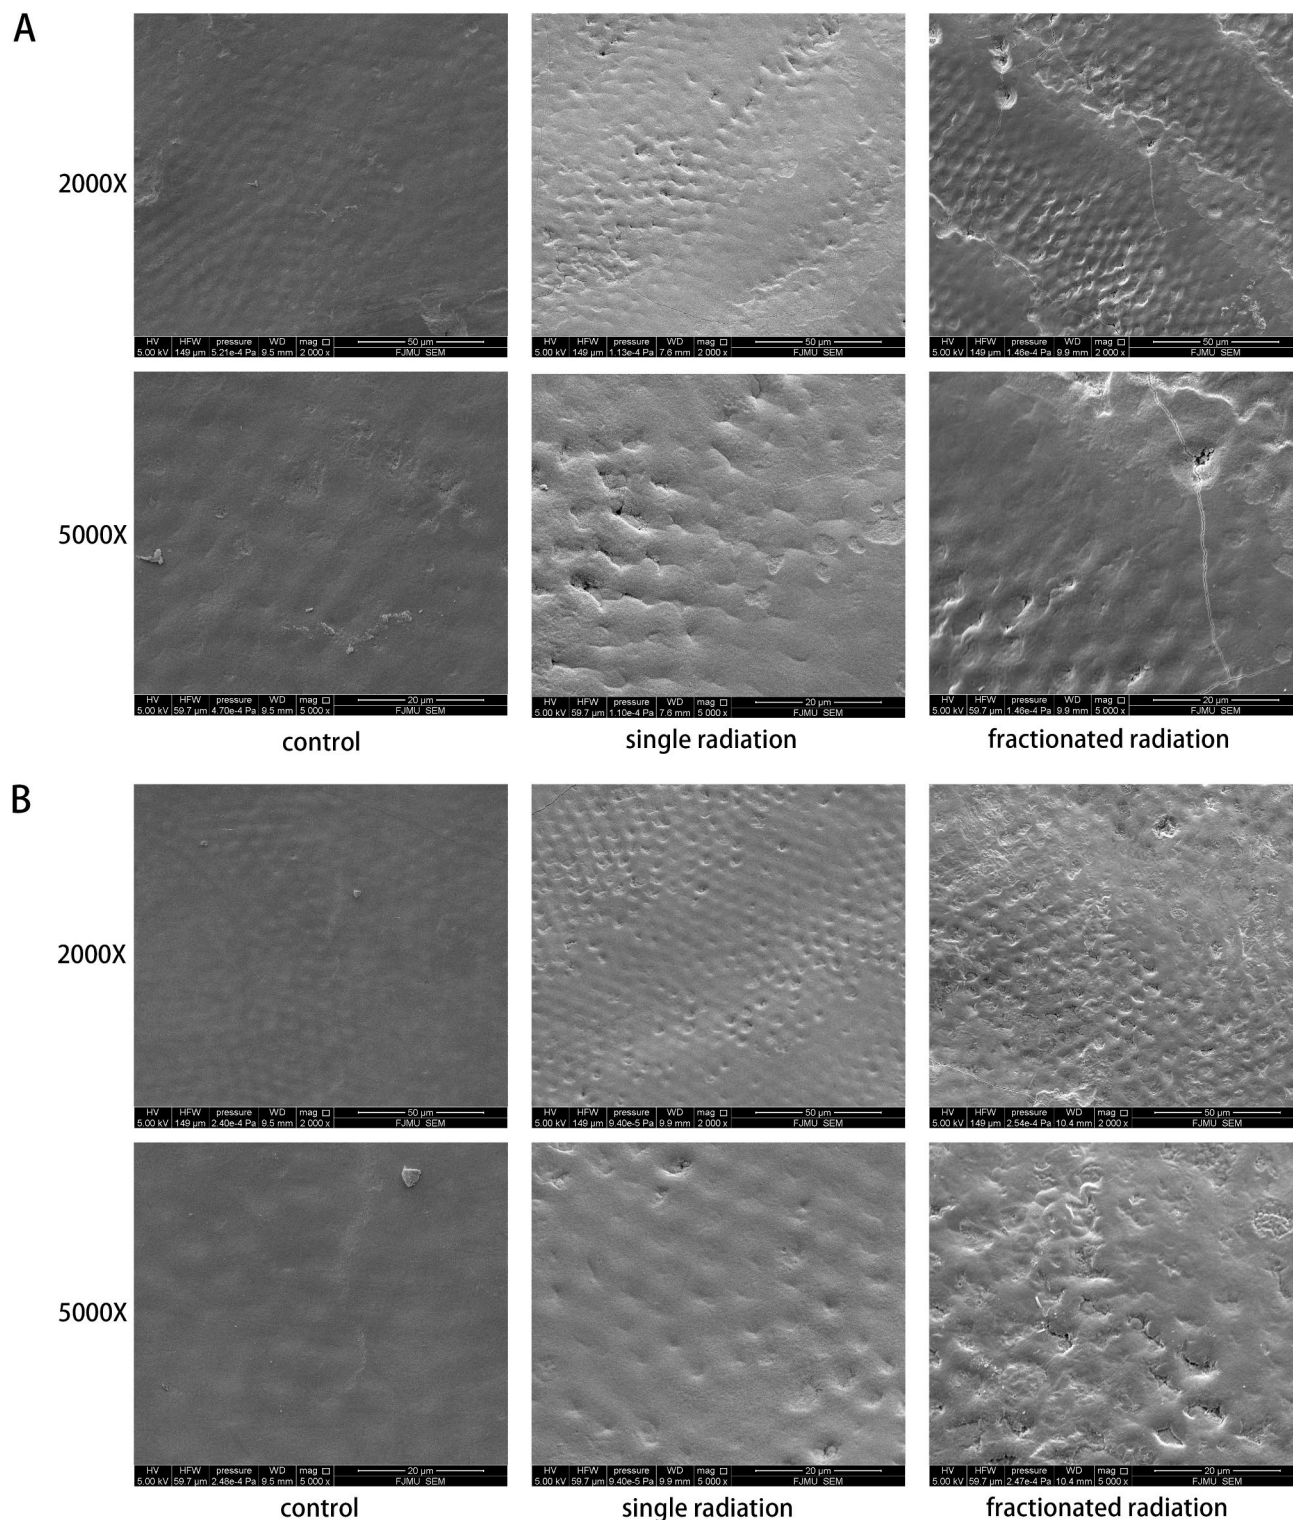 A
2000X
HV HFW pressure WD mag □ 50 µm
5.00 kV 149 µm 5.21e-4 Pa 9.5 mm 2 000 x FJMU SEM
HV HFW pressure WD mag □ 50 µm
5.00 kV 149 µm 1.13e-4 Pa 7.6 mm 2 000 x FJMU SEM
HV HFW pressure WD mag □ 50 µm
5.00 kV 149 µm 1.46e-4 Pa 9.9 mm 2 000 x FJMU SEM
5000X
HV HFW pressure WD mag □ 20 µm
5.00 kV 59.7 µm 4.70e-4 Pa 9.5 mm 5 000 x FJMU SEM
HV HFW pressure WD mag □ 20 µm
5.00 kV 59.7 µm 1.10e-4 Pa 7.6 mm 5 000 x FJMU SEM
HV HFW pressure WD mag □ 20 µm
5.00 kV 59.7 µm 1.46e-4 Pa 9.9 mm 5 000 x FJMU SEM
control single radiation fractionated radiation
B
2000X
HV HFW pressure WD mag □ 50 µm
5.00 kV 149 µm 2.40e-4 Pa 9.5 mm 2 000 x FJMU SEM
HV HFW pressure WD mag □ 50 µm
5.00 kV 149 µm 9.40e-5 Pa 9.9 mm 2 000 x FJMU SEM
HV HFW pressure WD mag □ 50 µm
5.00 kV 149 µm 2.54e-4 Pa 10.4 mm 2 000 x FJMU SEM
5000X
HV HFW pressure WD mag □ 20 µm
5.00 kV 59.7 µm 2.48e-4 Pa 9.5 mm 5 000 x FJMU SEM
HV HFW pressure WD mag □ 20 µm
5.00 kV 59.7 µm 9.40e-5 Pa 9.9 mm 5 000 x FJMU SEM
HV HFW pressure WD mag □ 20 µm
5.00 kV 59.7 µm 2.47e-4 Pa 10.4 mm 5 000 x FJMU SEM
control single radiation fractionated radiation